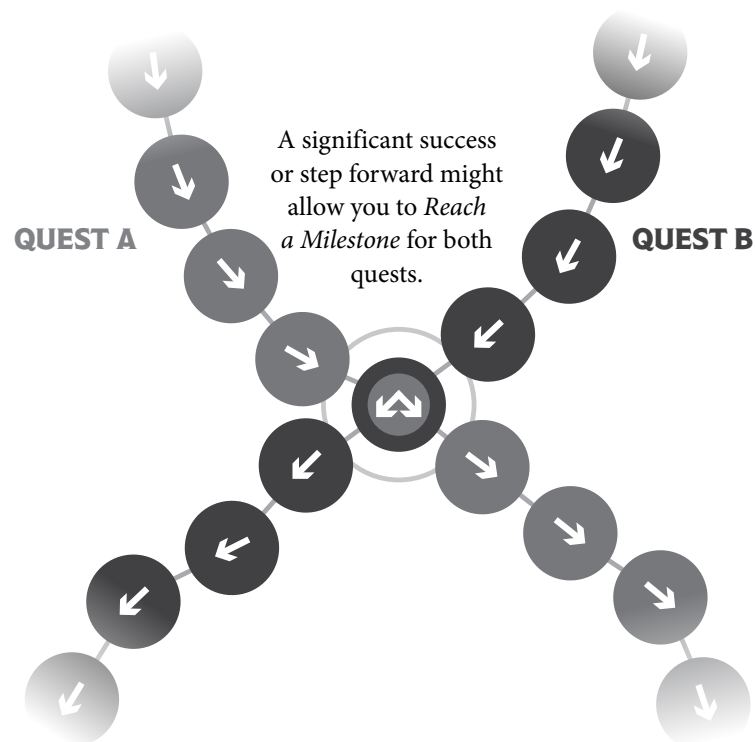 A significant success
or step forward might
allow you to Reach
a Milestone for both
quests.
QUEST A
QUEST B